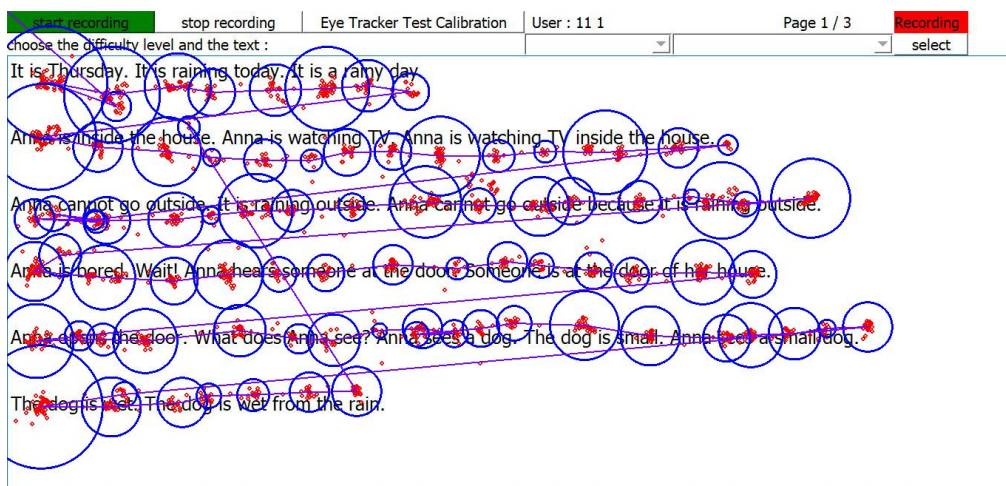 start recording stop recording Eye Tracker Test Calibration User : 11 1 Page 1 / 3 Recording
choose the difficulty level and the text : select
It is Thursday. It is raining today. It is a rainy day.
Anna is inside the house. Anna is watching TV. Anna is watching TV inside the house.
Anna cannot go outside. It is raining outside. Anna cannot go outside because it is raining outside.
Anna is bored. Wait! Anna hears someone at the door. Someone is at the door of her house.
Anna opens the door. What does Anna see? Anna sees a dog. The dog is small. Anna sees a small dog.
The dog is wet. The dog is wet from the rain.